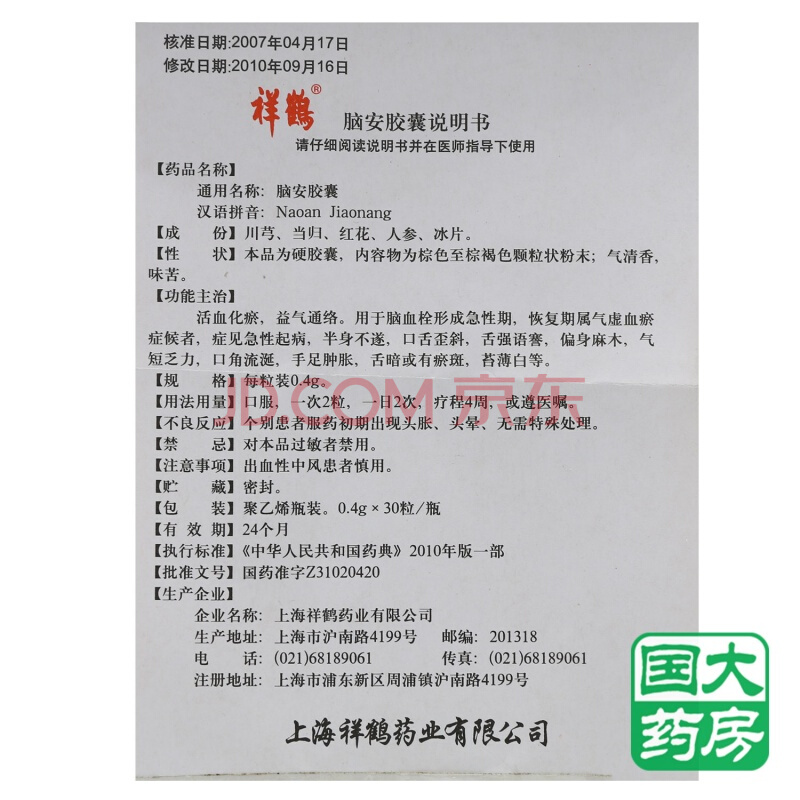 核准日期:2007年04月17日
修改日期:2010年09月16日
祥鹤®
脑安胶囊说明书
请仔细阅读说明书并在医师指导下使用
【药品名称】
通用名称：脑安胶囊
汉语拼音：Naoan Jiaonang
【成 份】川芎、当归、红花、人参、冰片。
【性 状】本品为硬胶囊，内容物为棕色至棕褐色颗粒状粉末；气清香，
味苦。
【功能主治】
活血化瘀，益气通络。用于脑血栓形成急性期，恢复期属气虚血瘀
症候者，症见急性起病，半身不遂，口舌歪斜，舌强语謇，偏身麻木，气
短乏力，口角流涎，手足肿胀，舌暗或有瘀斑，苔薄白等。
【规 格】每粒装0.4g。
JD.COM 京东
【用法用量】口服，一次2粒，一日2次，疗程4周，或遵医嘱。
【不良反应】个别患者服药初期出现头胀、头晕、无需特殊处理。
【禁 忌】对本品过敏者禁用。
【注意事项】出血性中风患者慎用。
【贮 藏】密封。
【包 装】聚乙烯瓶装。0.4g×30粒/瓶
【有 效 期】24个月
【执行标准】《中华人民共和国药典》2010年版一部
【批准文号】国药准字Z31020420
【生产企业】
企业名称：上海祥鹤药业有限公司
生产地址：上海市沪南路4199号 邮编：201318
电 话：(021)68189061 传真：(021)68189061
注册地址：上海市浦东新区周浦镇沪南路4199号
上海祥鹤药业有限公司
国大
药房